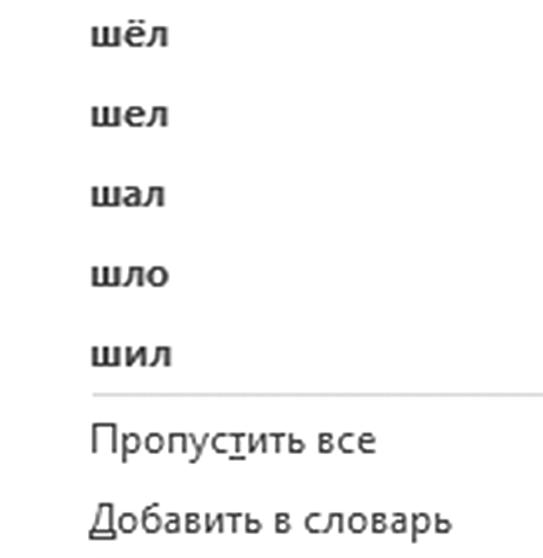 шёл
шел
шал
шло
шил
Пропустить все
Добавить в словарь